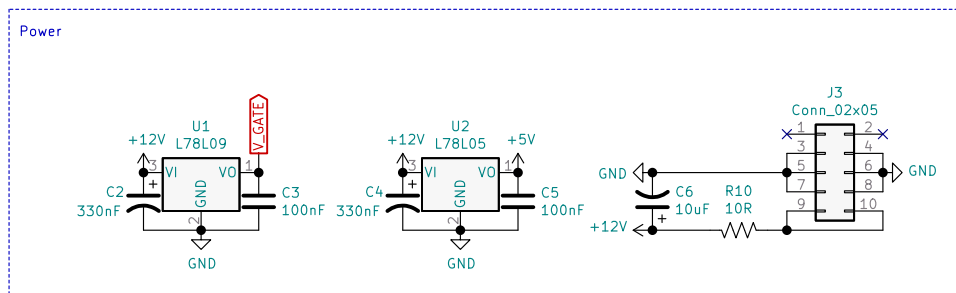 Power
U1
L78L09
+12V
V_GATE
3
VI
VO
1
GND
2
C2
330nF
C3
100nF
GND
U2
L78L05
+12V
+5V
3
VI
VO
1
GND
2
C4
330nF
C5
100nF
GND
J3
Conn_02x05
1
2
3
4
5
6
7
8
9
10
GND
GND
C6
10uF
R10
10R
+12V